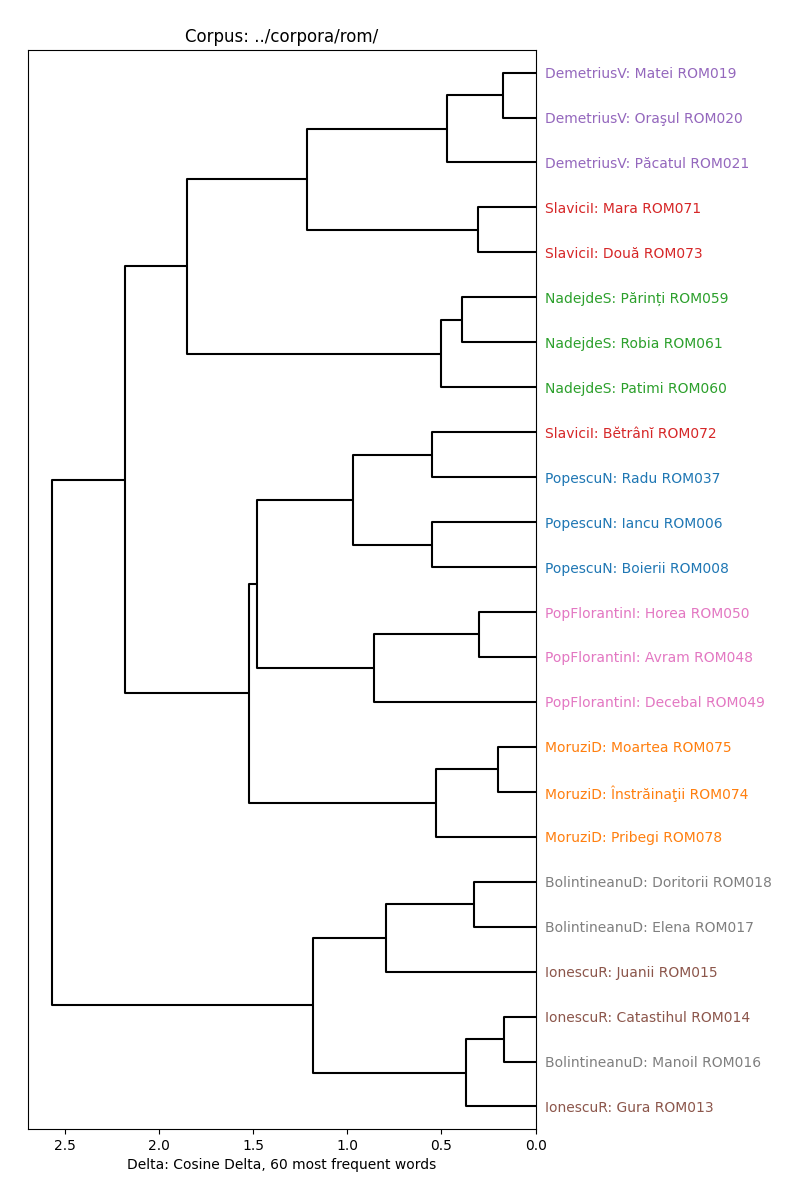 Corpus: ../corpora/rom/
DemetriusV: Matei ROM019
DemetriusV: Oraşul ROM020
DemetriusV: Păcatul ROM021
SlaviciI: Mara ROM071
SlaviciI: Două ROM073
NadejdeS: Părinți ROM059
NadejdeS: Robia ROM061
NadejdeS: Patimi ROM060
SlaviciI: Bĕtrânĭ ROM072
PopescuN: Radu ROM037
PopescuN: Iancu ROM006
PopescuN: Boierii ROM008
PopFlorantinI: Horea ROM050
PopFlorantinI: Avram ROM048
PopFlorantinI: Decebal ROM049
MoruziD: Moartea ROM075
MoruziD: Înstrăinaţii ROM074
MoruziD: Pribegi ROM078
BolintineanuD: Doritorii ROM018
BolintineanuD: Elena ROM017
IonescuR: Juanii ROM015
IonescuR: Catastihul ROM014
BolintineanuD: Manoil ROM016
IonescuR: Gura ROM013
2.5 2.0 1.5 1.0 0.5 0.0
Delta: Cosine Delta, 60 most frequent words